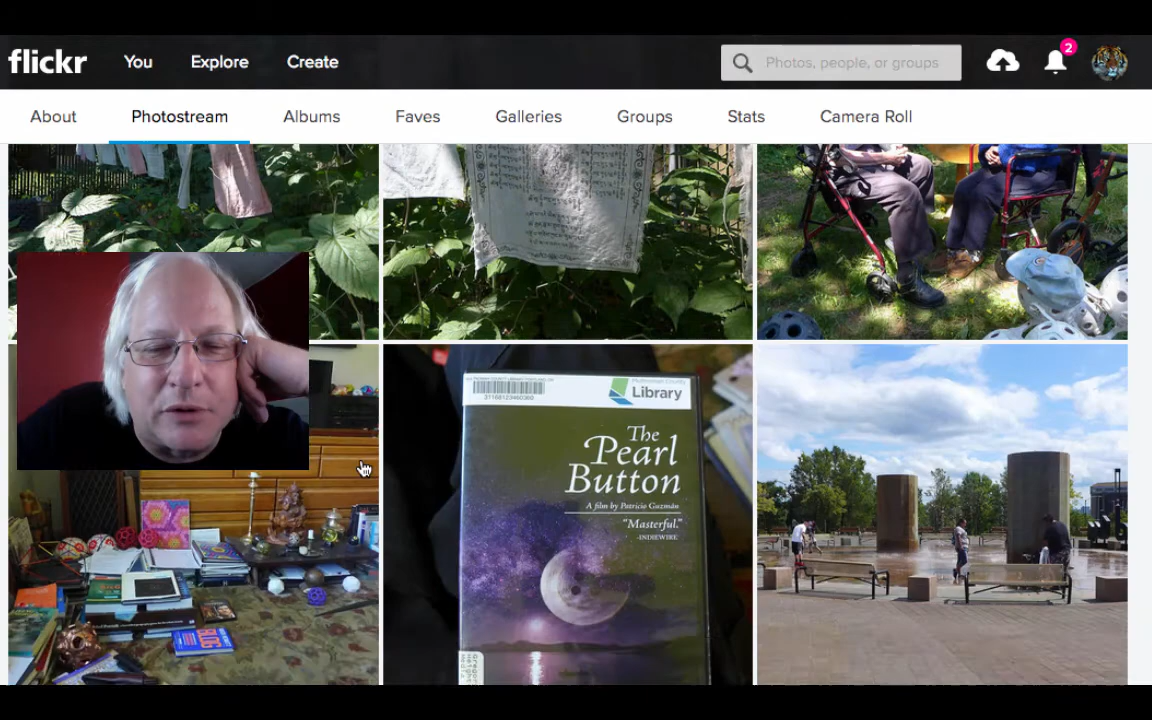 flickr You Explore Create Photos, people, or groups 2
About Photostream Albums Faves Galleries Groups Stats Camera Roll
Library
31168123460360
The
Pearl
Button
A film by Patricio Guzmán
"Masterful."
-INDIEWIRE